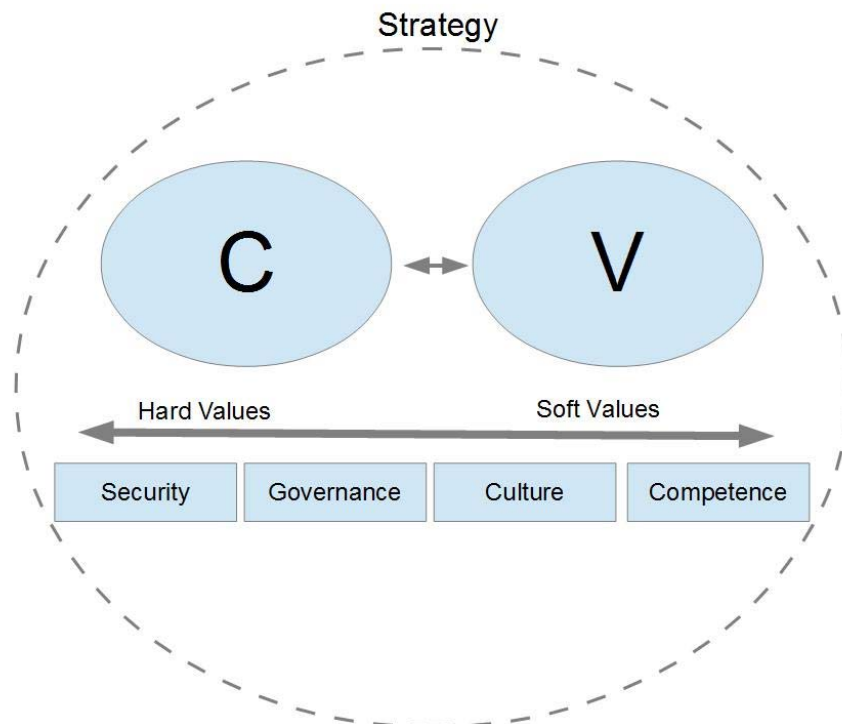 Strategy
C V
Hard Values Soft Values
Security Governance Culture Competence